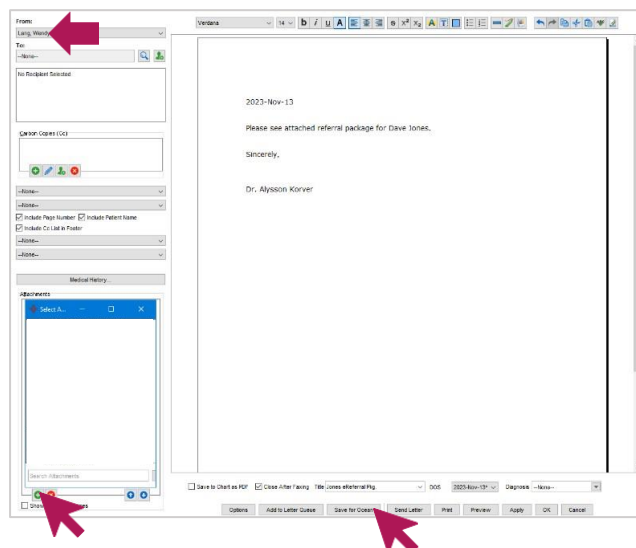 From:
Lang, Wendy
To:
--None--
No Recipient Selected
Carbon Copies (Cc)
--None--
--None--
Include Page Number Include Patient Name
Include Cc List in Footer
--None--
--None--
Medical History...
Attachments
Select A...
Search Attachments
Verdana 14 b i u A S x² x₂ A T
2023-Nov-13
Please see attached referral package for Dave Jones.
Sincerely,
Dr. Alysson Korver
Save to Chart as PDF Close After Faxing Title Jones eReferral Pkg. DOS 2023-Nov-13* Diagnosis --None--
Options Add to Letter Queue Save for Ocean Send Letter Print Preview Apply OK Cancel